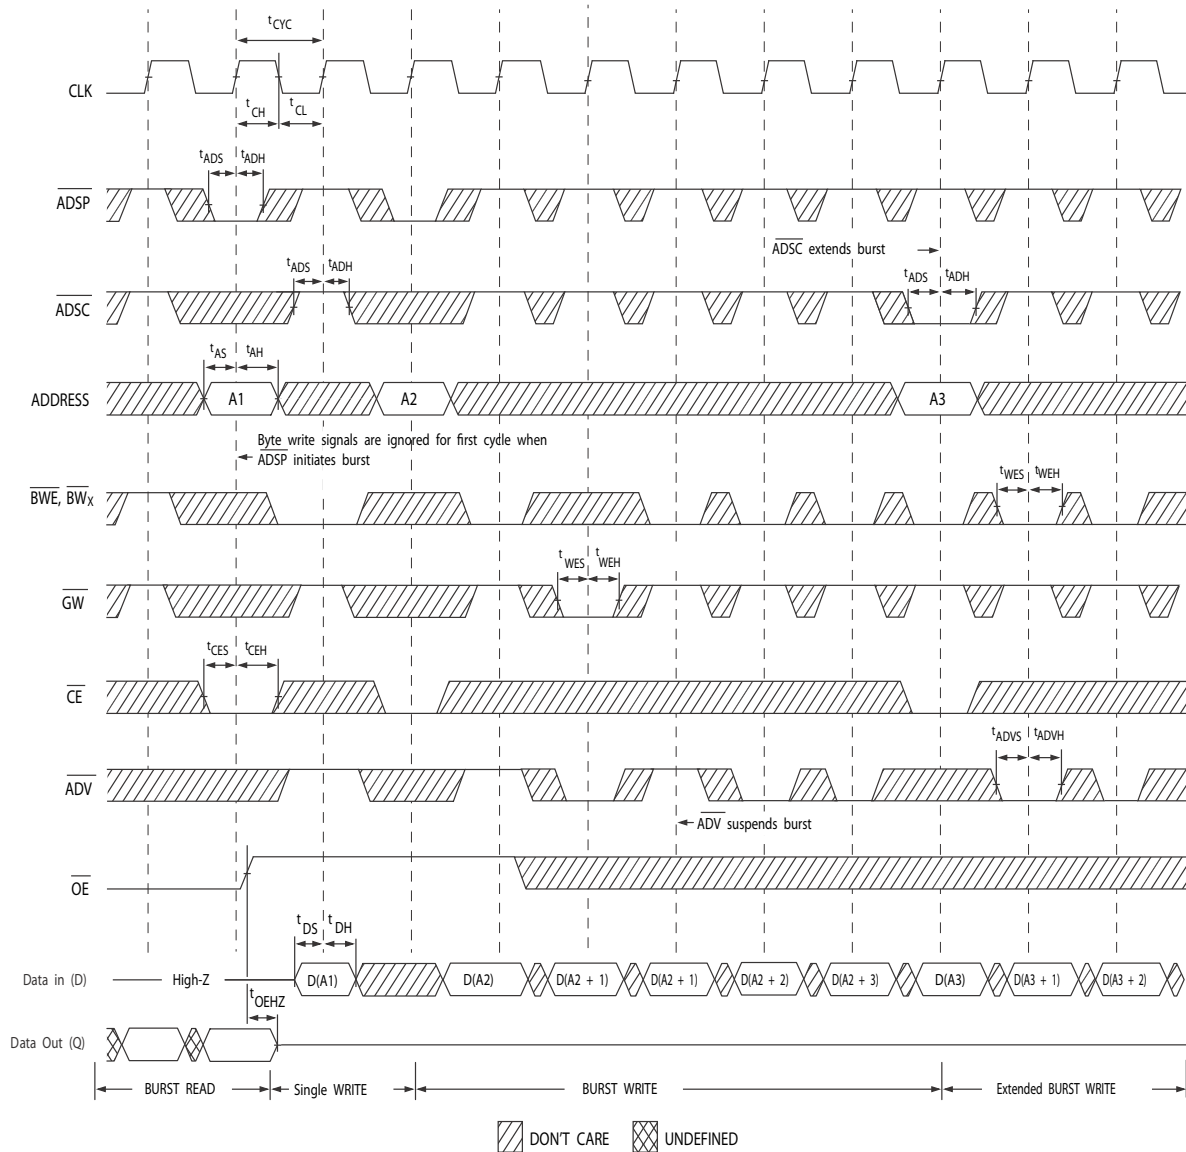 tCYC
CLK
tCH tCL
tADS tADH
ADSP
ADSC extends burst
tADS tADH tADS tADH
ADSC
tAS tAH
ADDRESS A1 A2 A3
Byte write signals are ignored for first cycle when
ADSP initiates burst
BWE, BWX tWES tWEH
tWES tWEH
GW
tCES tCEH
CE
tADVS tADVH
ADV
ADV suspends burst
OE
tDS tDH
Data in (D) High-Z D(A1) D(A2) D(A2 + 1) D(A2 + 1) D(A2 + 2) D(A2 + 3) D(A3) D(A3 + 1) D(A3 + 2)
tOEHZ
Data Out (Q)
BURST READ Single WRITE BURST WRITE Extended BURST WRITE
DON'T CARE UNDEFINED